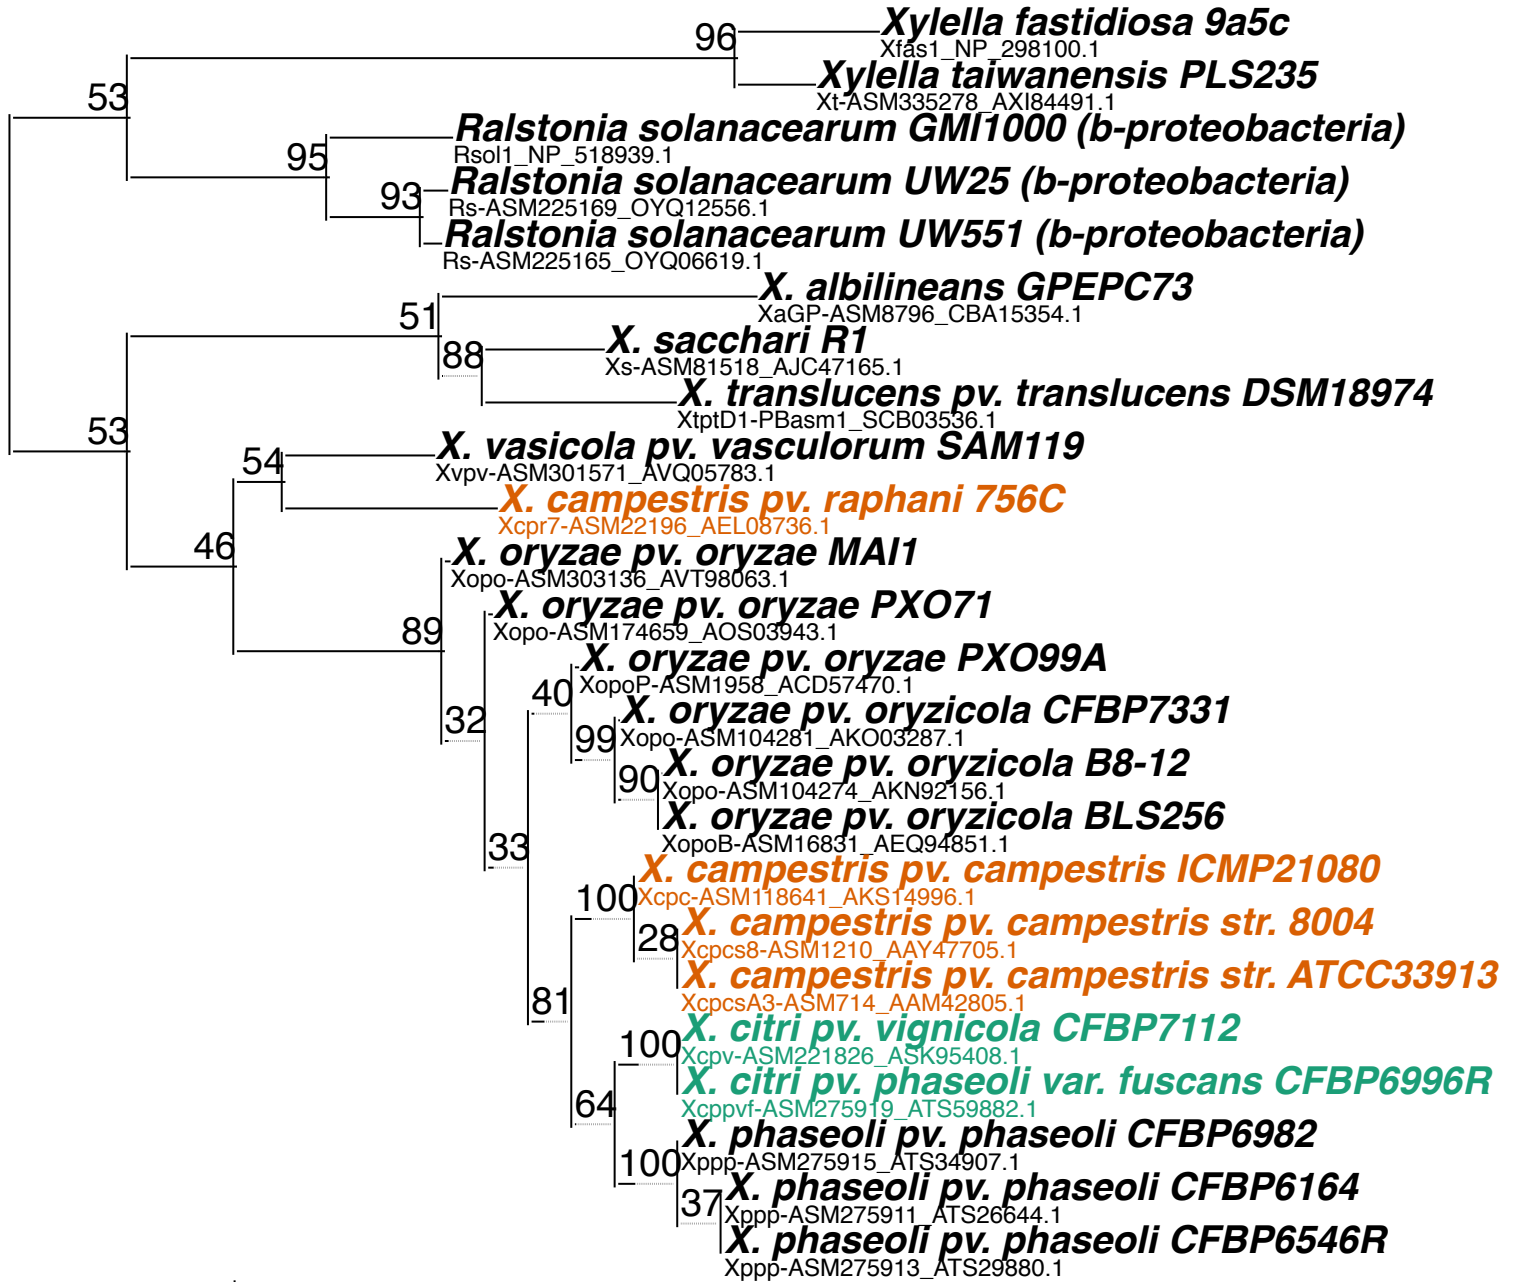 96
Xylella fastidiosa 9a5c
Xfas1_NP_298100.1
Xylella taiwanensis PLS235
Xt-ASM335278_AXI84491.1
53
Ralstonia solanacearum GMI1000 (b-proteobacteria)
Rsol1_NP_518939.1
95
Ralstonia solanacearum UW25 (b-proteobacteria)
Rs-ASM225169_OYQ12556.1
93
Ralstonia solanacearum UW551 (b-proteobacteria)
Rs-ASM225165_OYQ06619.1
X. albilineans GPEPC73
XaGP-ASM8796_CBA15354.1
51
X. sacchari R1
Xs-ASM81518_AJC47165.1
88
X. translucens pv. translucens DSM18974
XtptD1-PBasm1_SCB03536.1
53
X. vasicola pv. vasculorum SAM119
Xvpv-ASM301571_AVQ05783.1
54
X. campestris pv. raphani 756C
Xcpr7-ASM22196_AEL08736.1
46
X. oryzae pv. oryzae MAI1
Xopo-ASM303136_AVT98063.1
89
X. oryzae pv. oryzae PXO71
Xopo-ASM174659_AOS03943.1
32
X. oryzae pv. oryzae PXO99A
XopoP-ASM1958_ACD57470.1
40
X. oryzae pv. oryzicola CFBP7331
Xopo-ASM104281_AKO03287.1
99
X. oryzae pv. oryzicola B8-12
Xopo-ASM104274_AKN92156.1
90
X. oryzae pv. oryzicola BLS256
XopoB-ASM16831_AEQ94851.1
33
X. campestris pv. campestris ICMP21080
Xcpc-ASM118641_AKS14996.1
100
X. campestris pv. campestris str. 8004
Xcpcs8-ASM1210_AAY47705.1
28
X. campestris pv. campestris str. ATCC33913
XcpcsA3-ASM714_AAM42805.1
81
X. citri pv. vignicola CFBP7112
Xcpv-ASM221826_ASK95408.1
100
X. citri pv. phaseoli var. fuscans CFBP6996R
Xcppvf-ASM275919_ATS59882.1
64
X. phaseoli pv. phaseoli CFBP6982
Xppp-ASM275915_ATS34907.1
100
X. phaseoli pv. phaseoli CFBP6164
Xppp-ASM275911_ATS26644.1
37
X. phaseoli pv. phaseoli CFBP6546R
Xppp-ASM275913_ATS29880.1